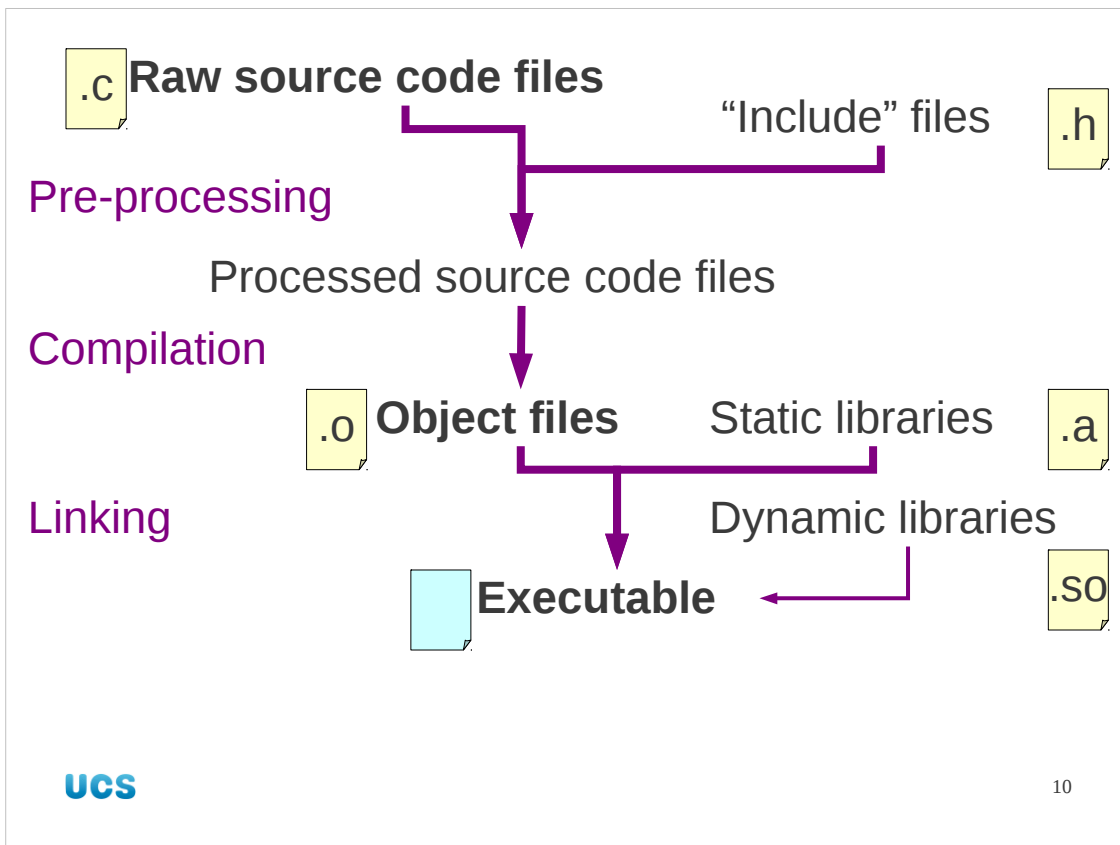 .c Raw source code files
“Include” files .h
Pre-processing
Processed source code files
Compilation
.o Object files
Static libraries .a
Linking
Dynamic libraries
.so
Executable
UCS
10